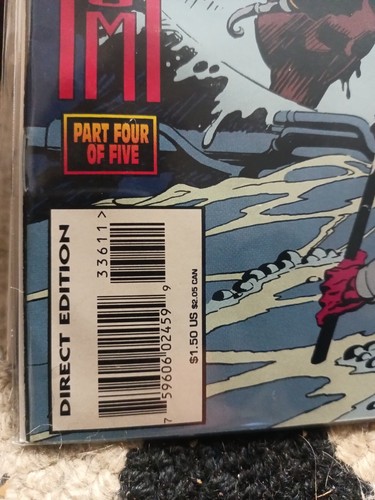 PART FOUR
OF FIVE
DIRECT EDITION
33611 >
7 59606 02459 9
$1.50 US $2.05 CAN